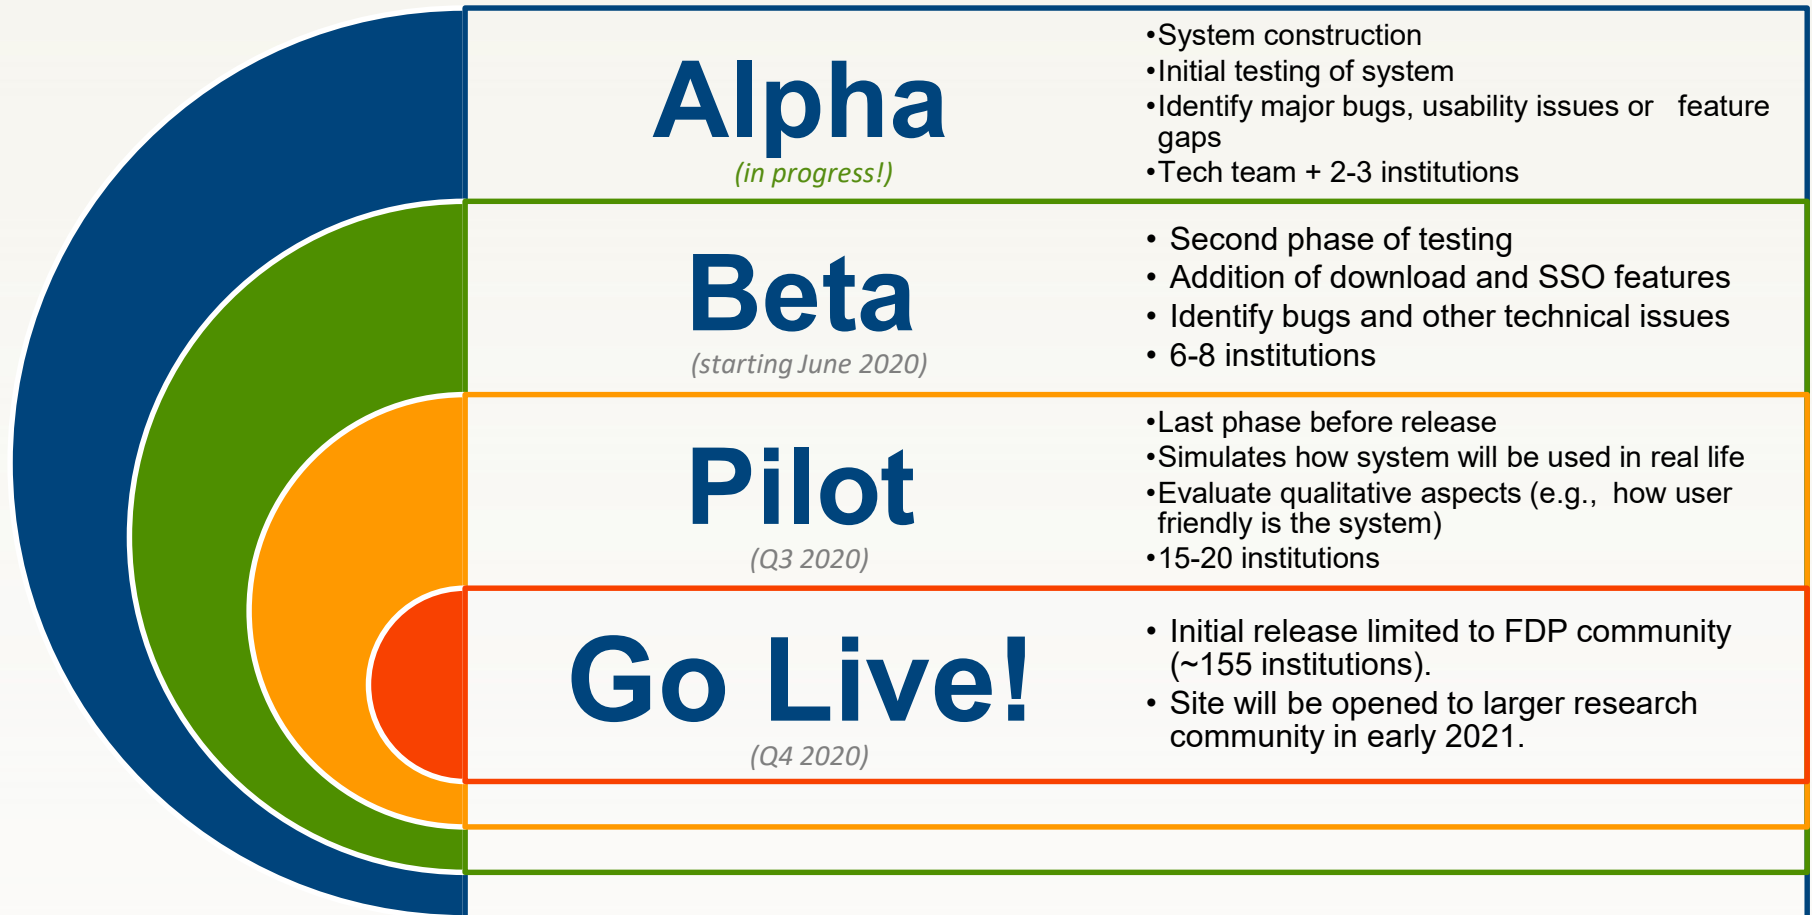 Alpha
(in progress!)
•System construction
•Initial testing of system
•Identify major bugs, usability issues or feature
gaps
•Tech team + 2-3 institutions
Beta
(starting June 2020)
• Second phase of testing
• Addition of download and SSO features
• Identify bugs and other technical issues
• 6-8 institutions
Pilot
(Q3 2020)
•Last phase before release
•Simulates how system will be used in real life
•Evaluate qualitative aspects (e.g., how user
friendly is the system)
•15-20 institutions
Go Live!
(Q4 2020)
• Initial release limited to FDP community
(~155 institutions).
• Site will be opened to larger research
community in early 2021.